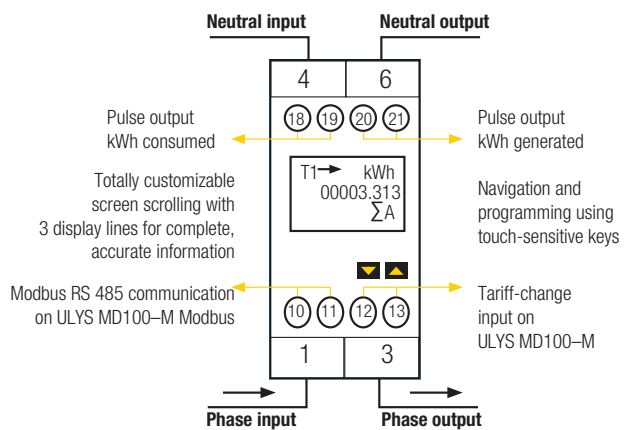 Neutral input
Neutral output
4
6
18
19
20
21
Pulse output
kWh consumed
Pulse output
kWh generated
T1
kWh
00003.313
∑A
Totally customizable
screen scrolling with
3 display lines for complete,
accurate information
Navigation and
programming using
touch-sensitive keys
Modbus RS 485 communication
on ULYS MD100–M Modbus
10
11
12
13
Tariff-change
input on
ULYS MD100–M
1
3
Phase input
Phase output